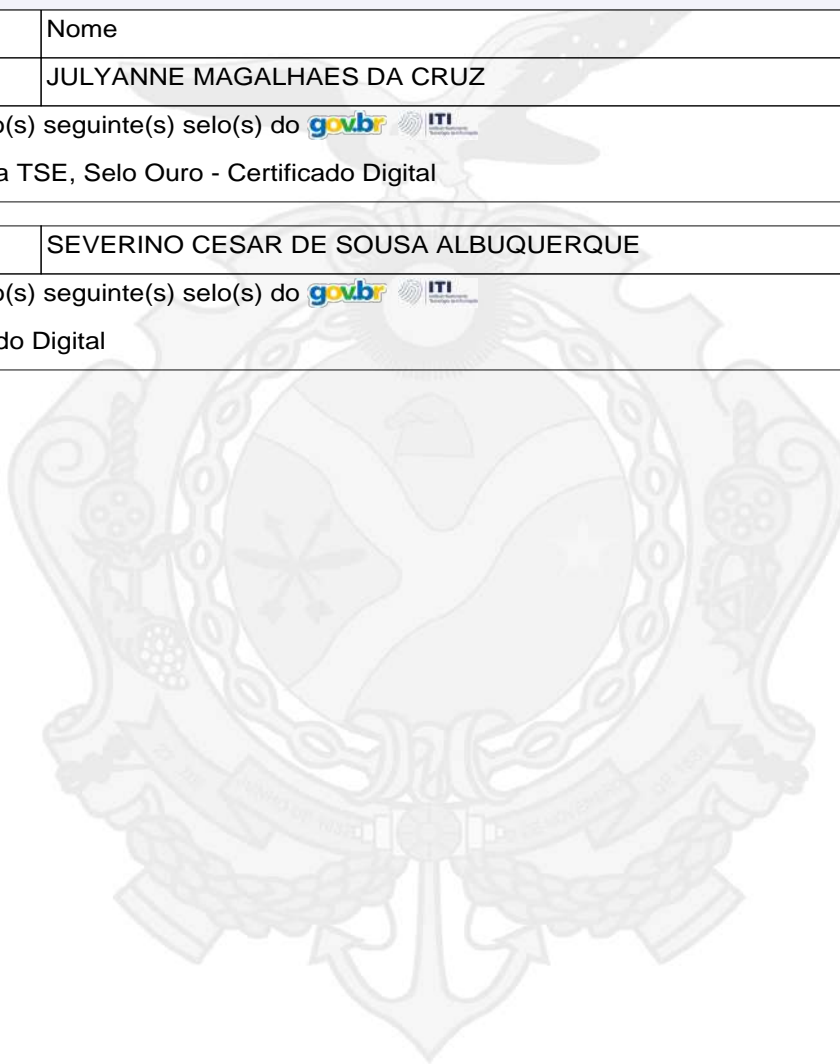 Nome
JULYANNE MAGALHAES DA CRUZ
o(s) seguinte(s) selo(s) do gov.br ITI
a TSE, Selo Ouro - Certificado Digital
SEVERINO CESAR DE SOUSA ALBUQUERQUE
o(s) seguinte(s) selo(s) do gov.br ITI
do Digital